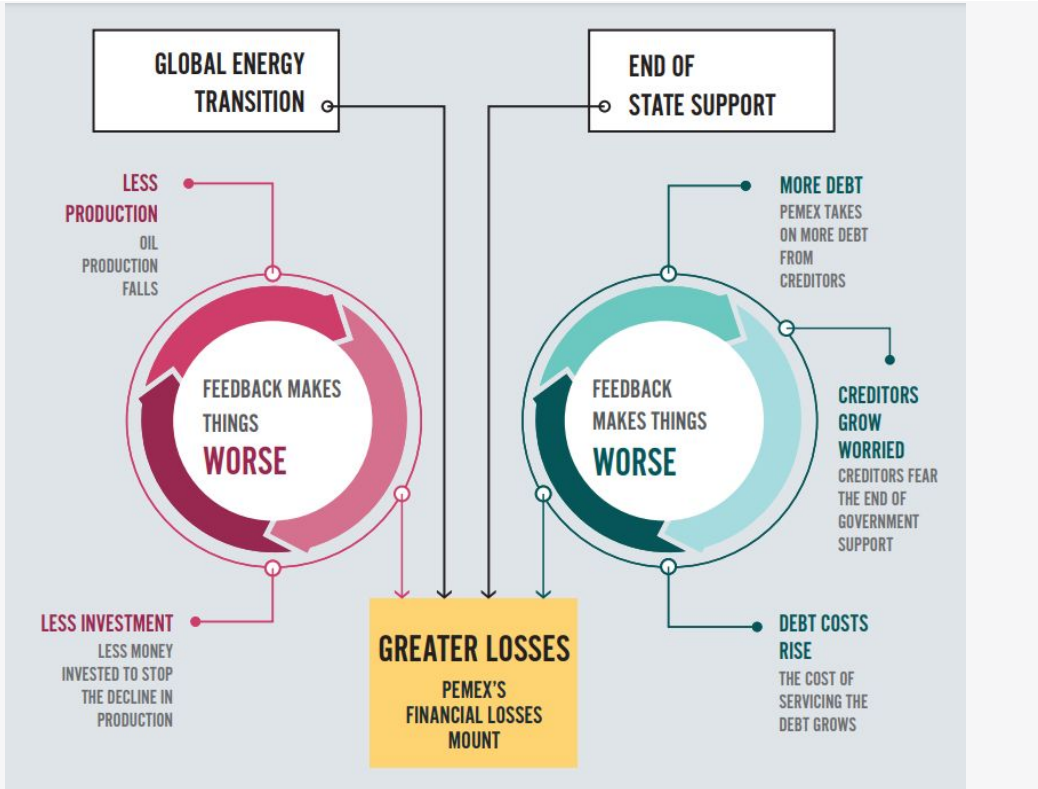 GLOBAL ENERGY
TRANSITION
END OF
STATE SUPPORT
LESS
PRODUCTION
OIL
PRODUCTION
FALLS
FEEDBACK MAKES
THINGS
WORSE
LESS INVESTMENT
LESS MONEY
INVESTED TO STOP
THE DECLINE IN
PRODUCTION
MORE DEBT
PEMEX TAKES
ON MORE DEBT
FROM
CREDITORS
FEEDBACK
MAKES THINGS
WORSE
CREDITORS
GROW
WORRIED
CREDITORS FEAR
THE END OF
GOVERNMENT
SUPPORT
DEBT COSTS
RISE
THE COST OF
SERVICING THE
DEBT GROWS
GREATER LOSSES
PEMEX'S
FINANCIAL LOSSES
MOUNT